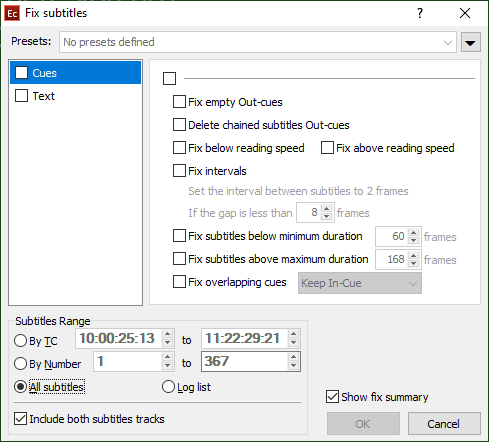 Ec Fix subtitles ? ×
Presets: No presets defined
Cues
Text
Fix empty Out-cues
Delete chained subtitles Out-cues
Fix below reading speed Fix above reading speed
Fix intervals
Set the interval between subtitles to 2 frames
If the gap is less than 8 frames
Fix subtitles below minimum duration 60 frames
Fix subtitles above maximum duration 168 frames
Fix overlapping cues Keep In-Cue
Subtitles Range
By TC 10:00:25:13 to 11:22:29:21
By Number 1 to 367
All subtitles Log list
Include both subtitles tracks
Show fix summary
OK Cancel